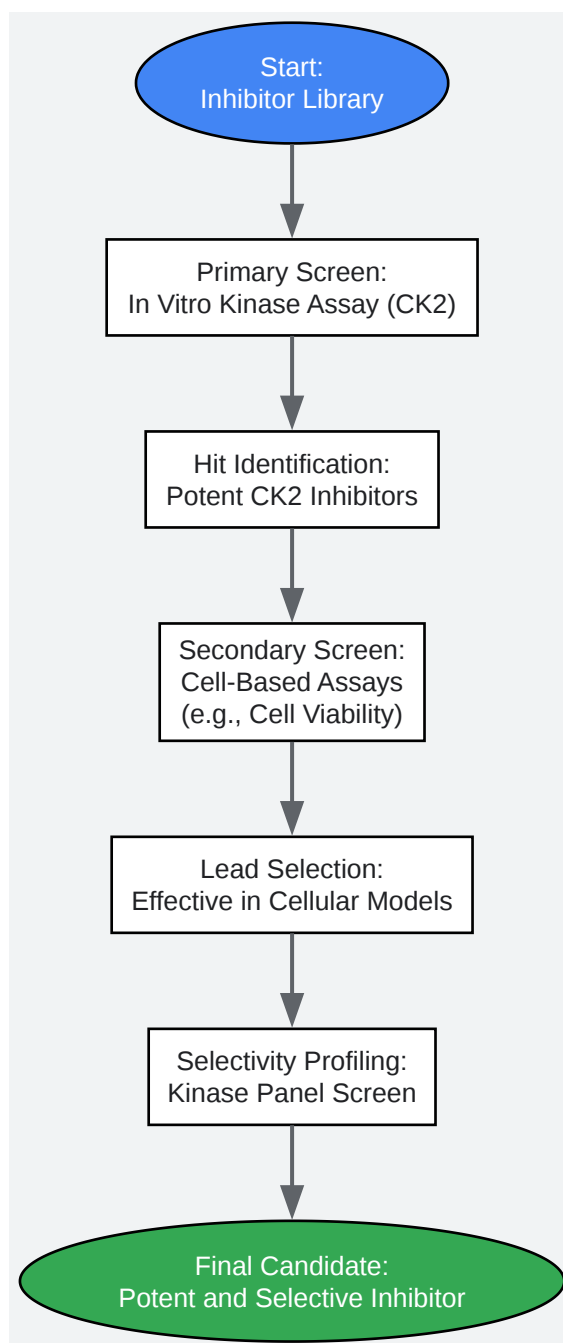 Start:
Inhibitor Library
Primary Screen:
In Vitro Kinase Assay (CK2)
Hit Identification:
Potent CK2 Inhibitors
Secondary Screen:
Cell-Based Assays
(e.g., Cell Viability)
Lead Selection:
Effective in Cellular Models
Selectivity Profiling:
Kinase Panel Screen
Final Candidate:
Potent and Selective Inhibitor